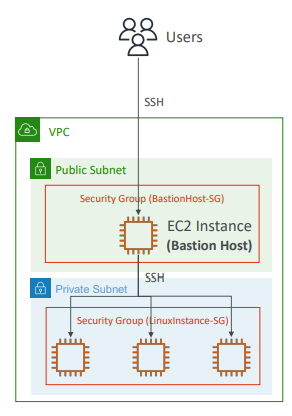 Users
SSH
VPC
Public Subnet
Security Group (BastionHost-SG)
EC2 Instance
(Bastion Host)
SSH
Private Subnet
Security Group (LinuxInstance-SG)